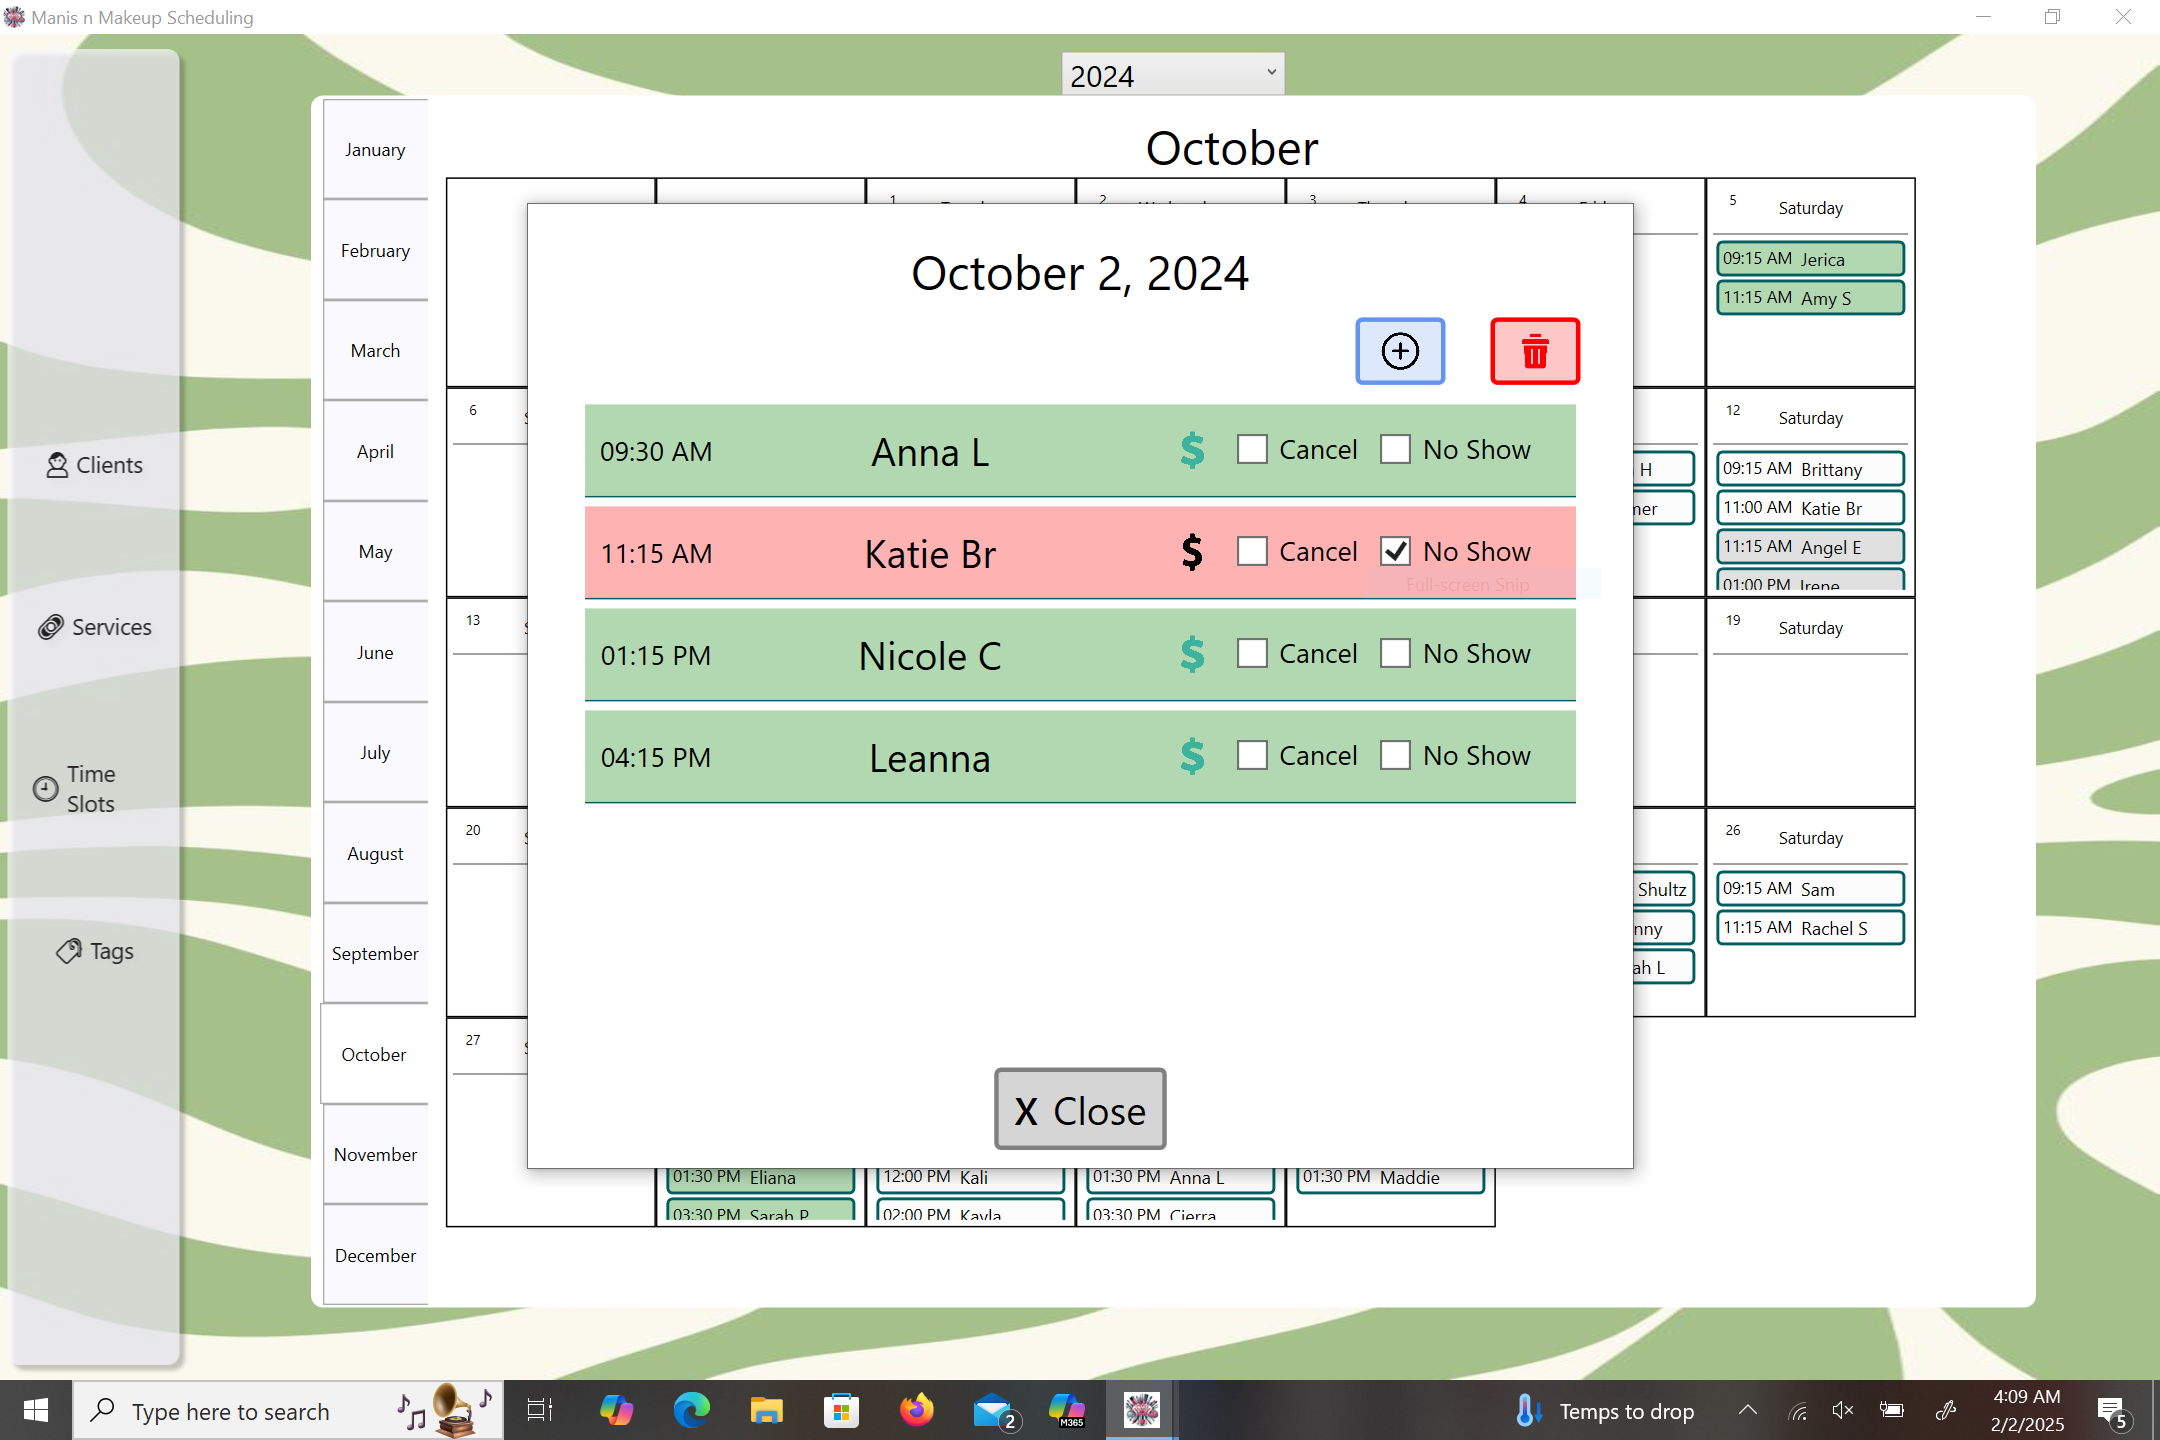 Manis n Makeup Scheduling
2024
January
February
March
April
May
June
July
August
September
October
November
December
Clients
Services
Time
Slots
Tags
October
1
2
3
4
5 Saturday
09:15 AM Jerica
11:15 AM Amy S
October 2, 2024
09:30 AM Anna L $ Cancel No Show
11:15 AM Katie Br $ Cancel No Show
Full-screen Snip
01:15 PM Nicole C $ Cancel No Show
04:15 PM Leanna $ Cancel No Show
X Close
6
H
12 Saturday
09:15 AM Brittany
11:00 AM Katie Br
11:15 AM Angel E
01:00 PM Irene
13
19 Saturday
20
Shultz
26 Saturday
09:15 AM Sam
11:15 AM Rachel S
27
01:30 PM Eliana
03:30 PM Sarah P
12:00 PM Kali
02:00 PM Kayla
01:30 PM Anna L
03:30 PM Cierra
01:30 PM Maddie
Type here to search
2
M365
Temps to drop
4:09 AM
2/2/2025
5